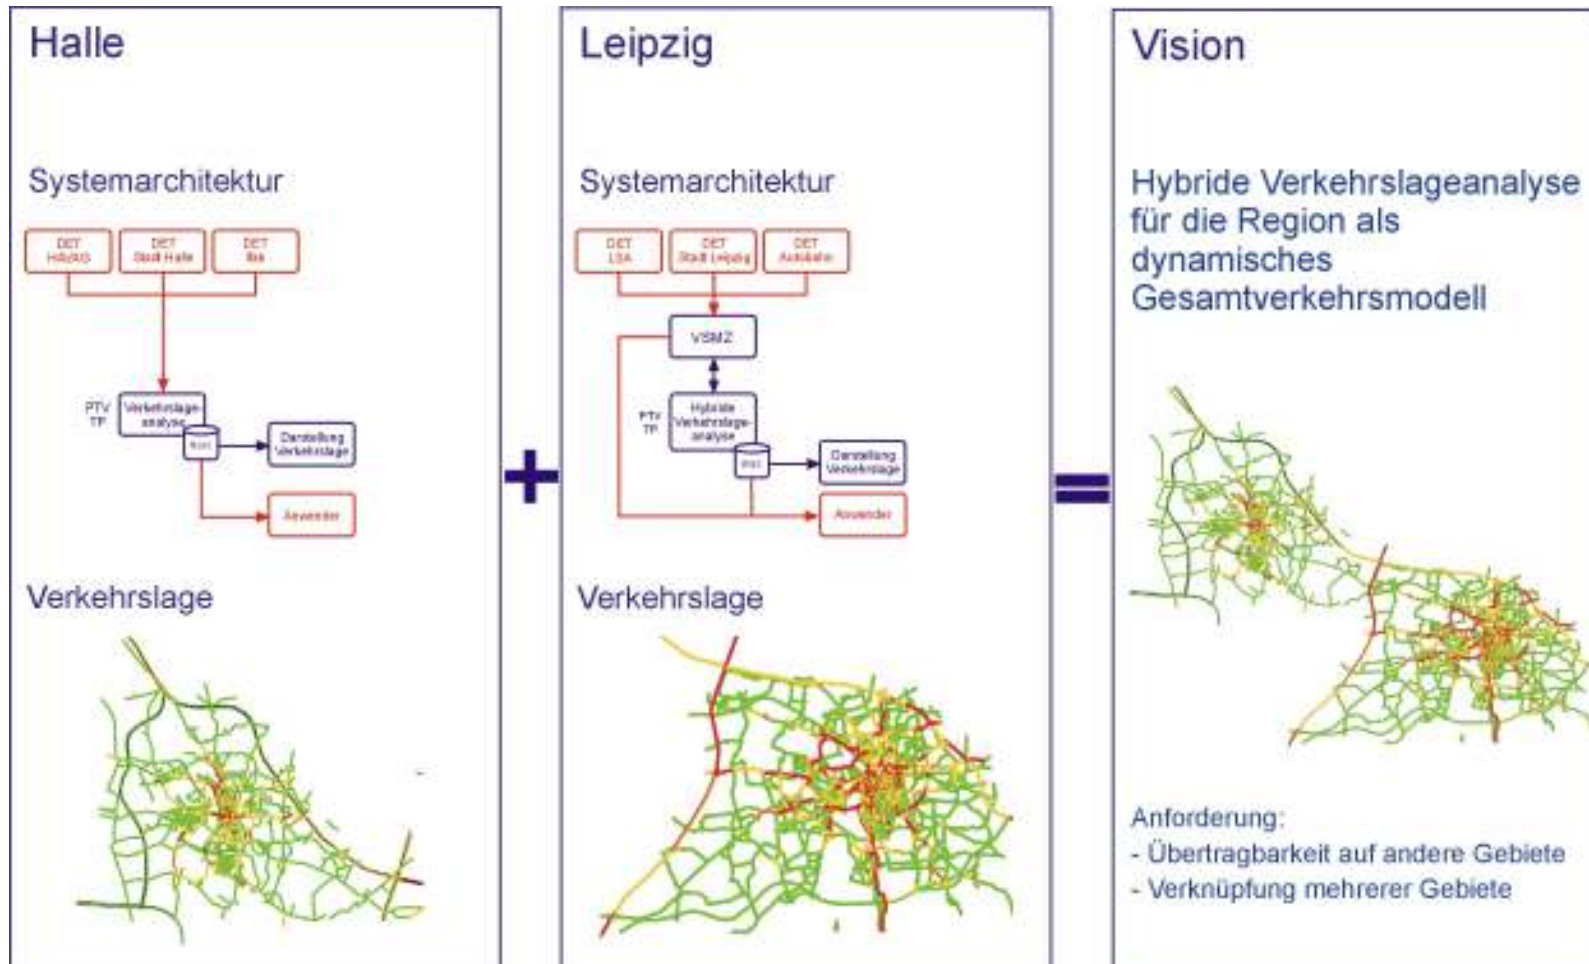 Halle
Systemarchitektur
DET
HAVAG
DET
Stadt Halle
DET
PTV
TP
Verkehrslage-
analyse
Darstellung
Verkehrslage
Anwender
Verkehrslage
Leipzig
Systemarchitektur
DET
LSA
DET
Stadt Leipzig
DET
Autobahn
VSMZ
PTV
TP
Hybride
Verkehrslage-
analyse
Darstellung
Verkehrslage
Anwender
Verkehrslage
Vision
Hybride Verkehrslageanalyse
für die Region als
dynamisches
Gesamtverkehrsmodell
Anforderung:
- Übertragbarkeit auf andere Gebiete
- Verknüpfung mehrerer Gebiete